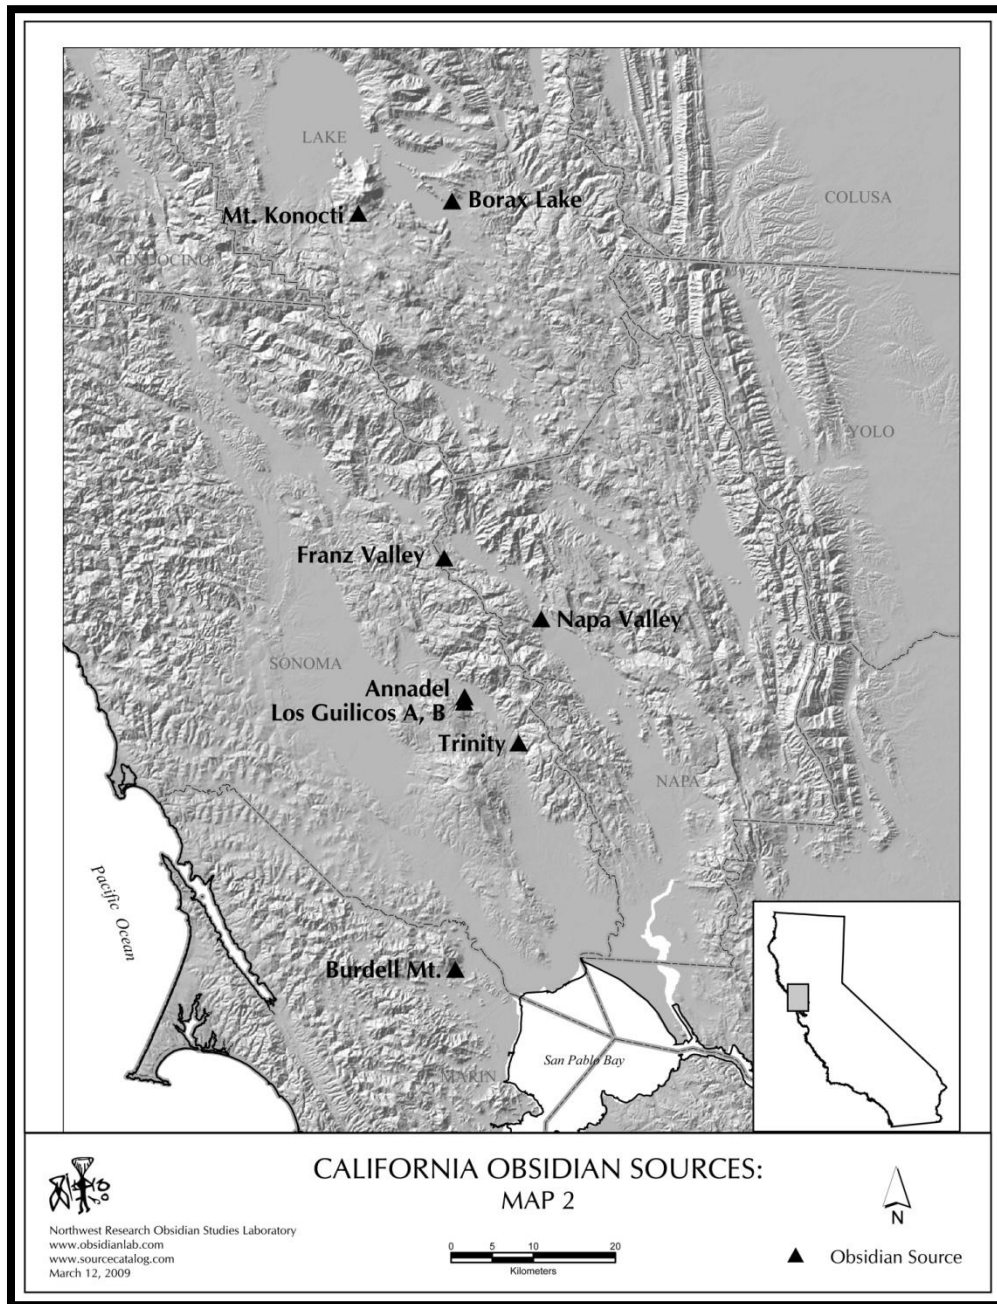 LAKE
COLUSA
Borax Lake
Mt. Konocti
MENDOCINO
YOLO
Franz Valley
Napa Valley
SONOMA
Annadel
Los Guilicos A, B
Trinity
NAPA
Pacific Ocean
Burdell Mt.
San Pablo Bay
MARIN
CALIFORNIA OBSIDIAN SOURCES:
MAP 2
Northwest Research Obsidian Studies Laboratory
www.obsidianlab.com
www.sourcecatalog.com
March 12, 2009
0 5 10 20
Kilometers
N
Obsidian Source